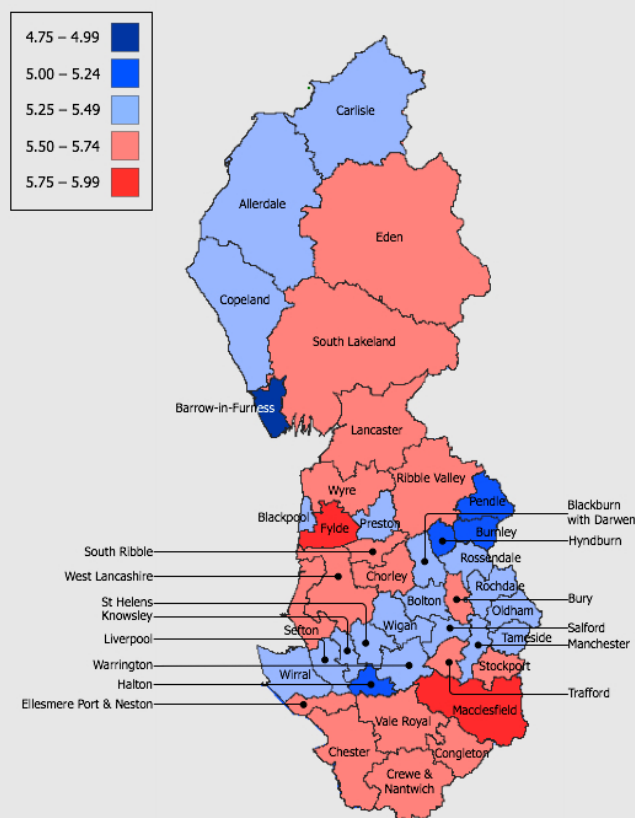 4.75 – 4.99
5.00 – 5.24
5.25 – 5.49
5.50 – 5.74
5.75 – 5.99
Carlisle
Allerdale
Eden
Copeland
South Lakeland
Barrow-in-Furness
Lancaster
Ribble Valley
Wyre
Pendle
Blackpool
Fylde
Preston
Burnley
Blackburn
with Darwen
Hyndburn
South Ribble
Rossendale
West Lancashire
Chorley
Rochdale
St Helens
Bolton
Bury
Knowsley
Oldham
Sefton
Wigan
Salford
Liverpool
Tameside
Manchester
Warrington
Stockport
Wirral
Halton
Trafford
Ellesmere Port & Neston
Macclesfield
Vale Royal
Chester
Congleton
Crewe &
Nantwich